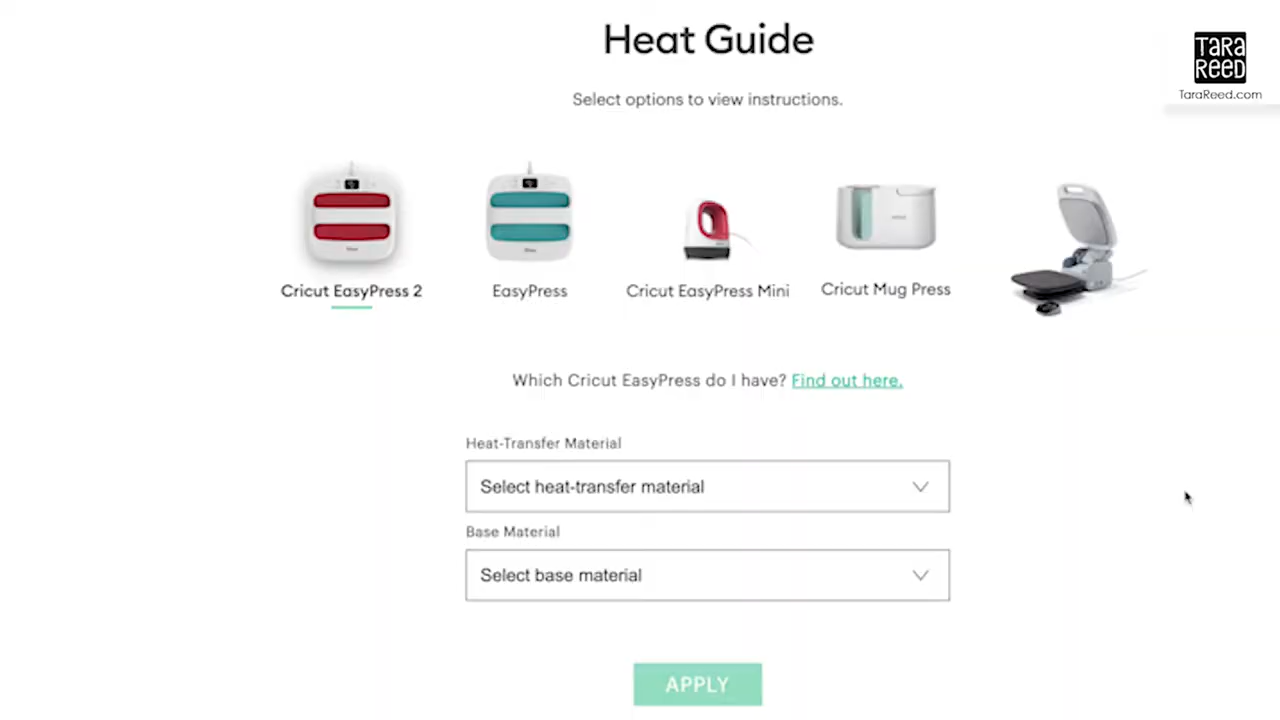 Heat Guide
TARA
REED
TaraReed.com
Select options to view instructions.
Cricut EasyPress 2
EasyPress
Cricut EasyPress Mini
Cricut Mug Press
Which Cricut EasyPress do I have? Find out here.
Heat-Transfer Material
Select heat-transfer material
Base Material
Select base material
APPLY